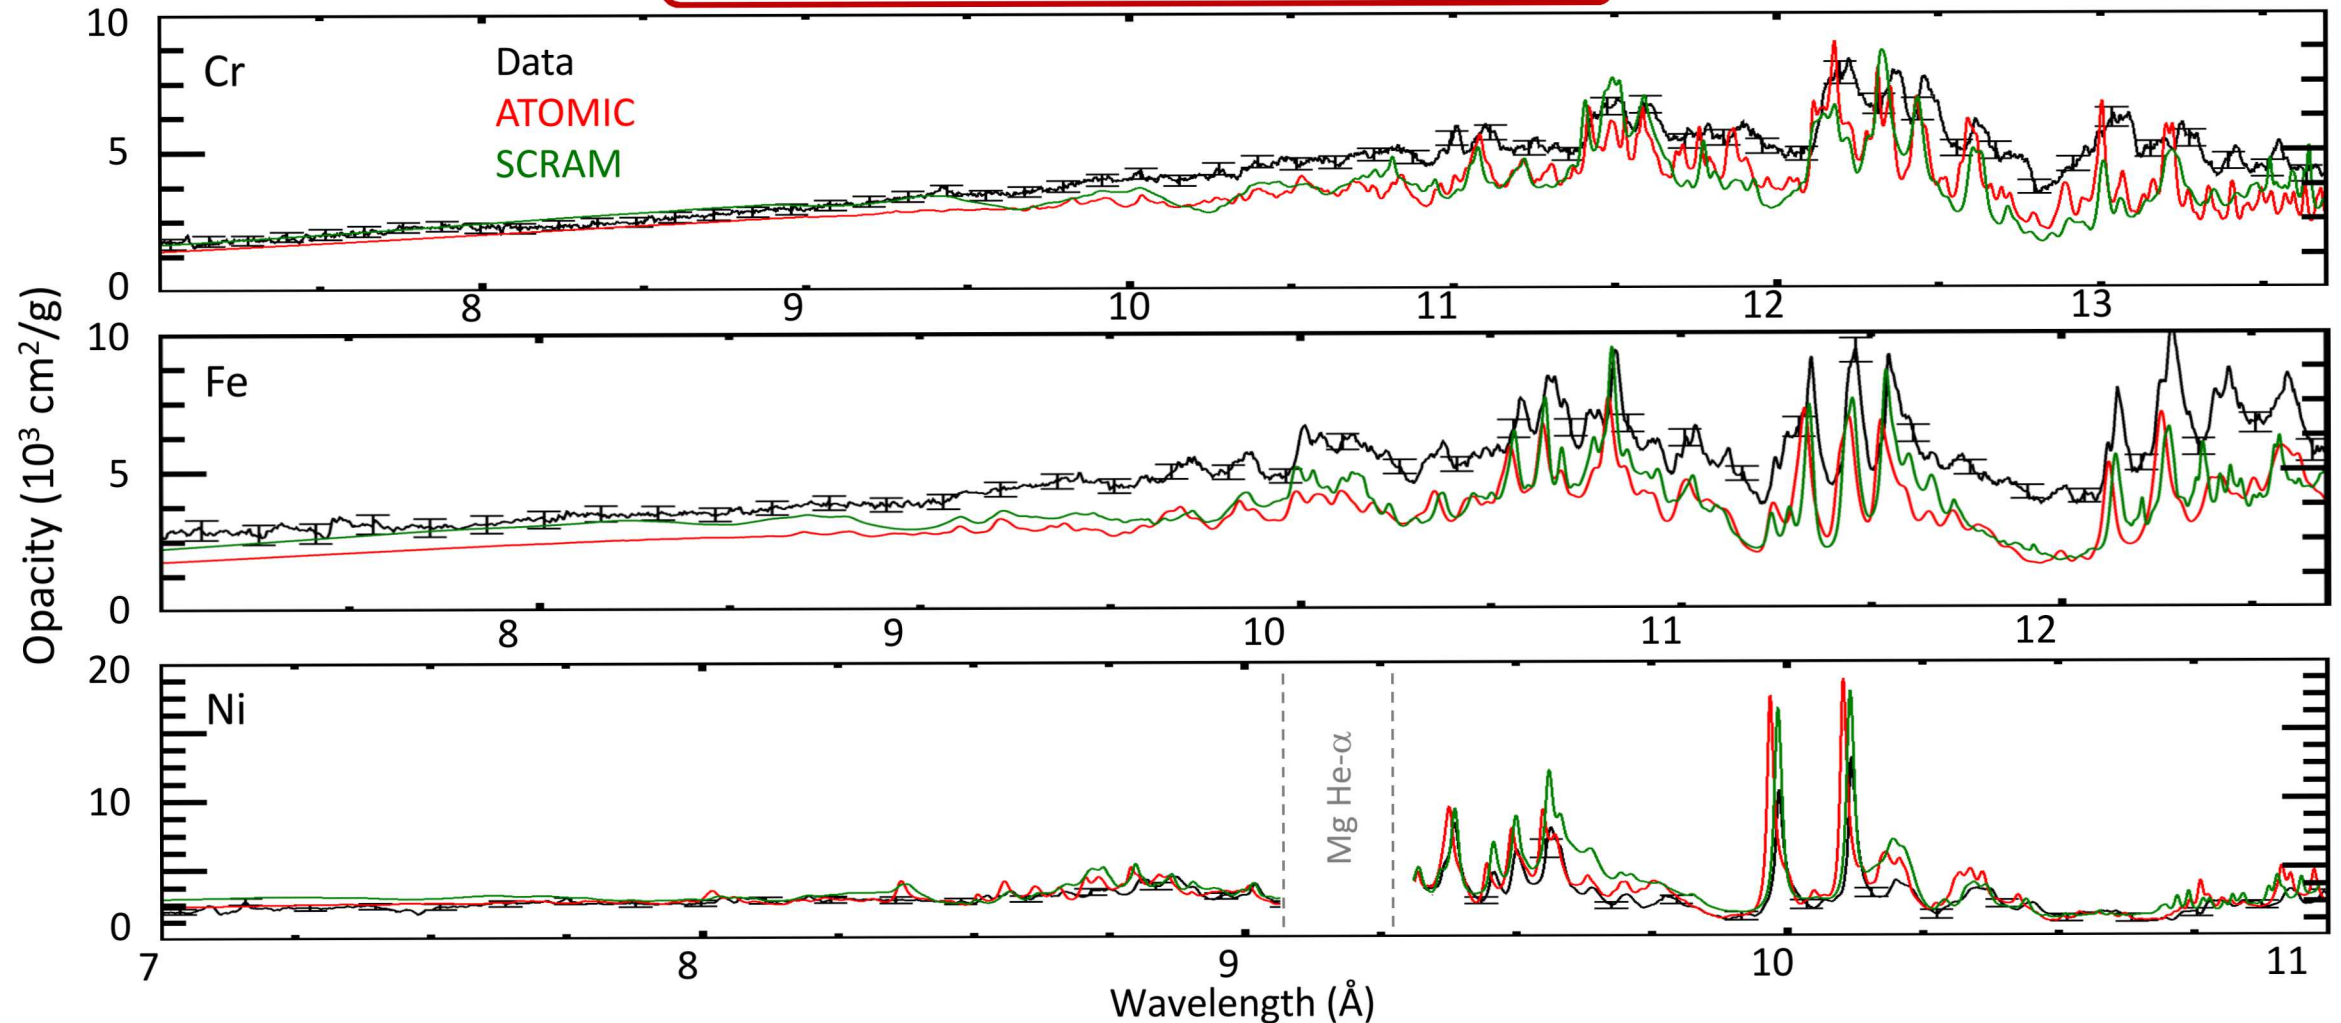 10
Cr
Data
ATOMIC
SCRAM
5
0
8 9 10 11 12 13
Opacity (10³ cm²/g)
10
Fe
5
0
8 9 10 11 12
20
Ni
10
Mg He-α
0
7 8 9 10 11
Wavelength (Å)